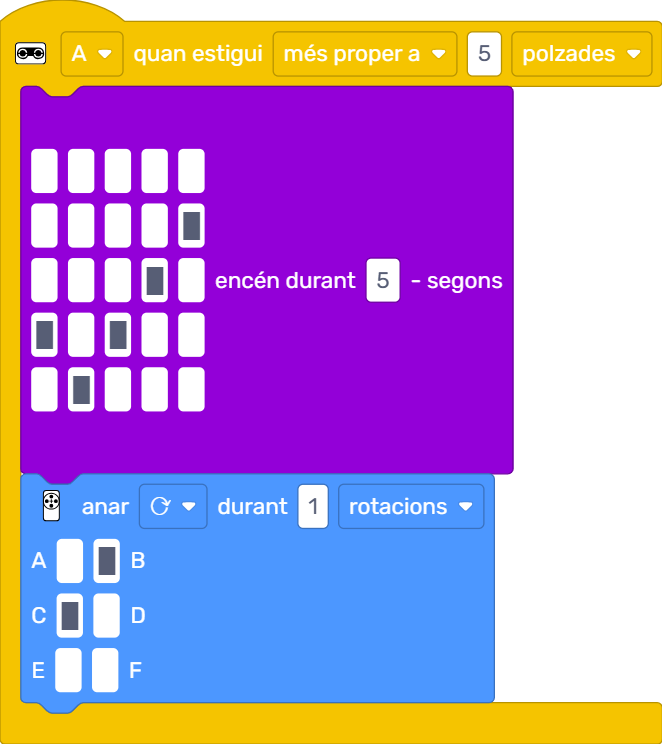 A quan estigui més proper a 5 polzades
encén durant 5 - segons
anar durant 1 rotacions
A B
C D
E F